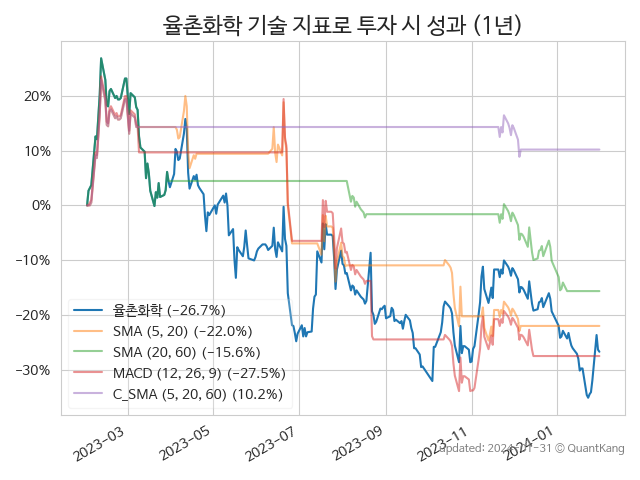 율촌화학 기술 지표로 투자 시 성과 (1년)
20%
10%
0%
−10%
−20%
−30%
율촌화학 (−26.7%)
SMA (5, 20) (−22.0%)
SMA (20, 60) (−15.6%)
MACD (12, 26, 9) (−27.5%)
C_SMA (5, 20, 60) (10.2%)
2023-03
2023-05
2023-07
2023-09
2023-11
2024-01
updated: 2024-01-31 © QuantKang